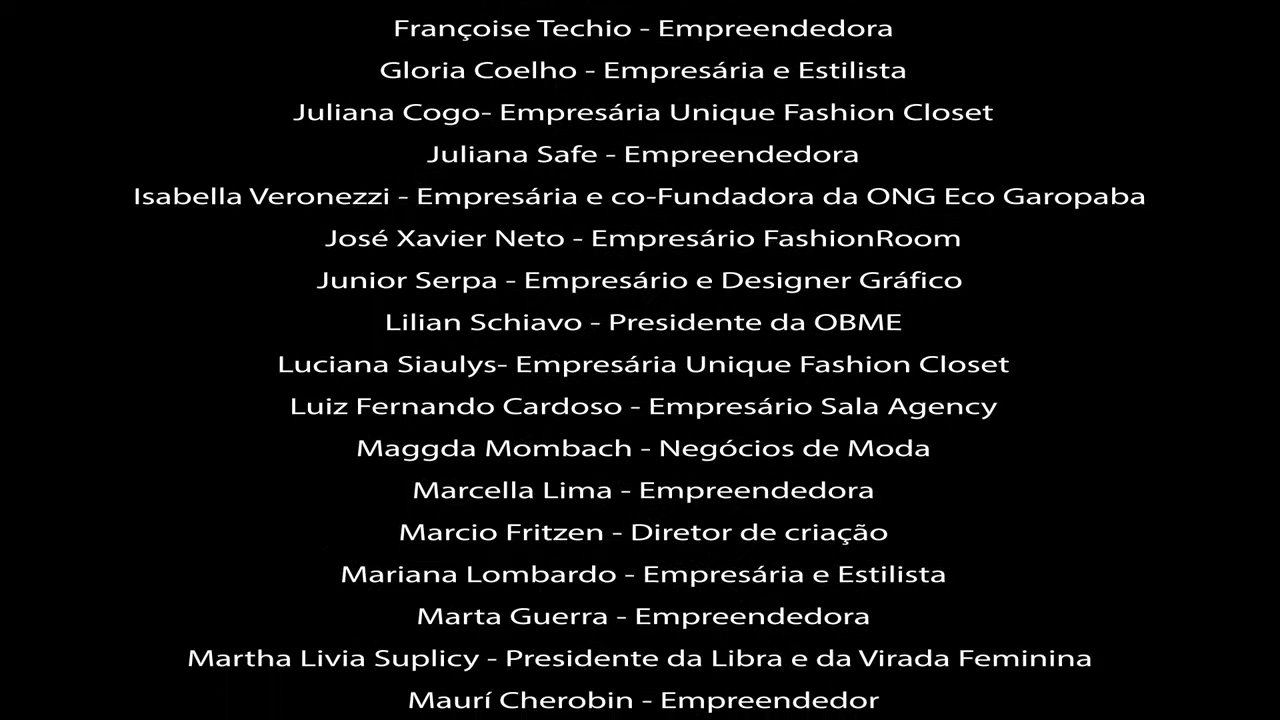 Françoise Techio - Empreendedora
Gloria Coelho - Empresária e Estilista
Juliana Cogo- Empresária Unique Fashion Closet
Juliana Safe - Empreendedora
Isabella Veronezzi - Empresária e co-Fundadora da ONG Eco Garopaba
José Xavier Neto - Empresário FashionRoom
Junior Serpa - Empresário e Designer Gráfico
Lilian Schiavo - Presidente da OBME
Luciana Siaulys- Empresária Unique Fashion Closet
Luiz Fernando Cardoso - Empresário Sala Agency
Maggda Mombach - Negócios de Moda
Marcella Lima - Empreendedora
Marcio Fritzen - Diretor de criação
Mariana Lombardo - Empresária e Estilista
Marta Guerra - Empreendedora
Martha Livia Suplicy - Presidente da Libra e da Virada Feminina
Maurí Cherobin - Empreendedor